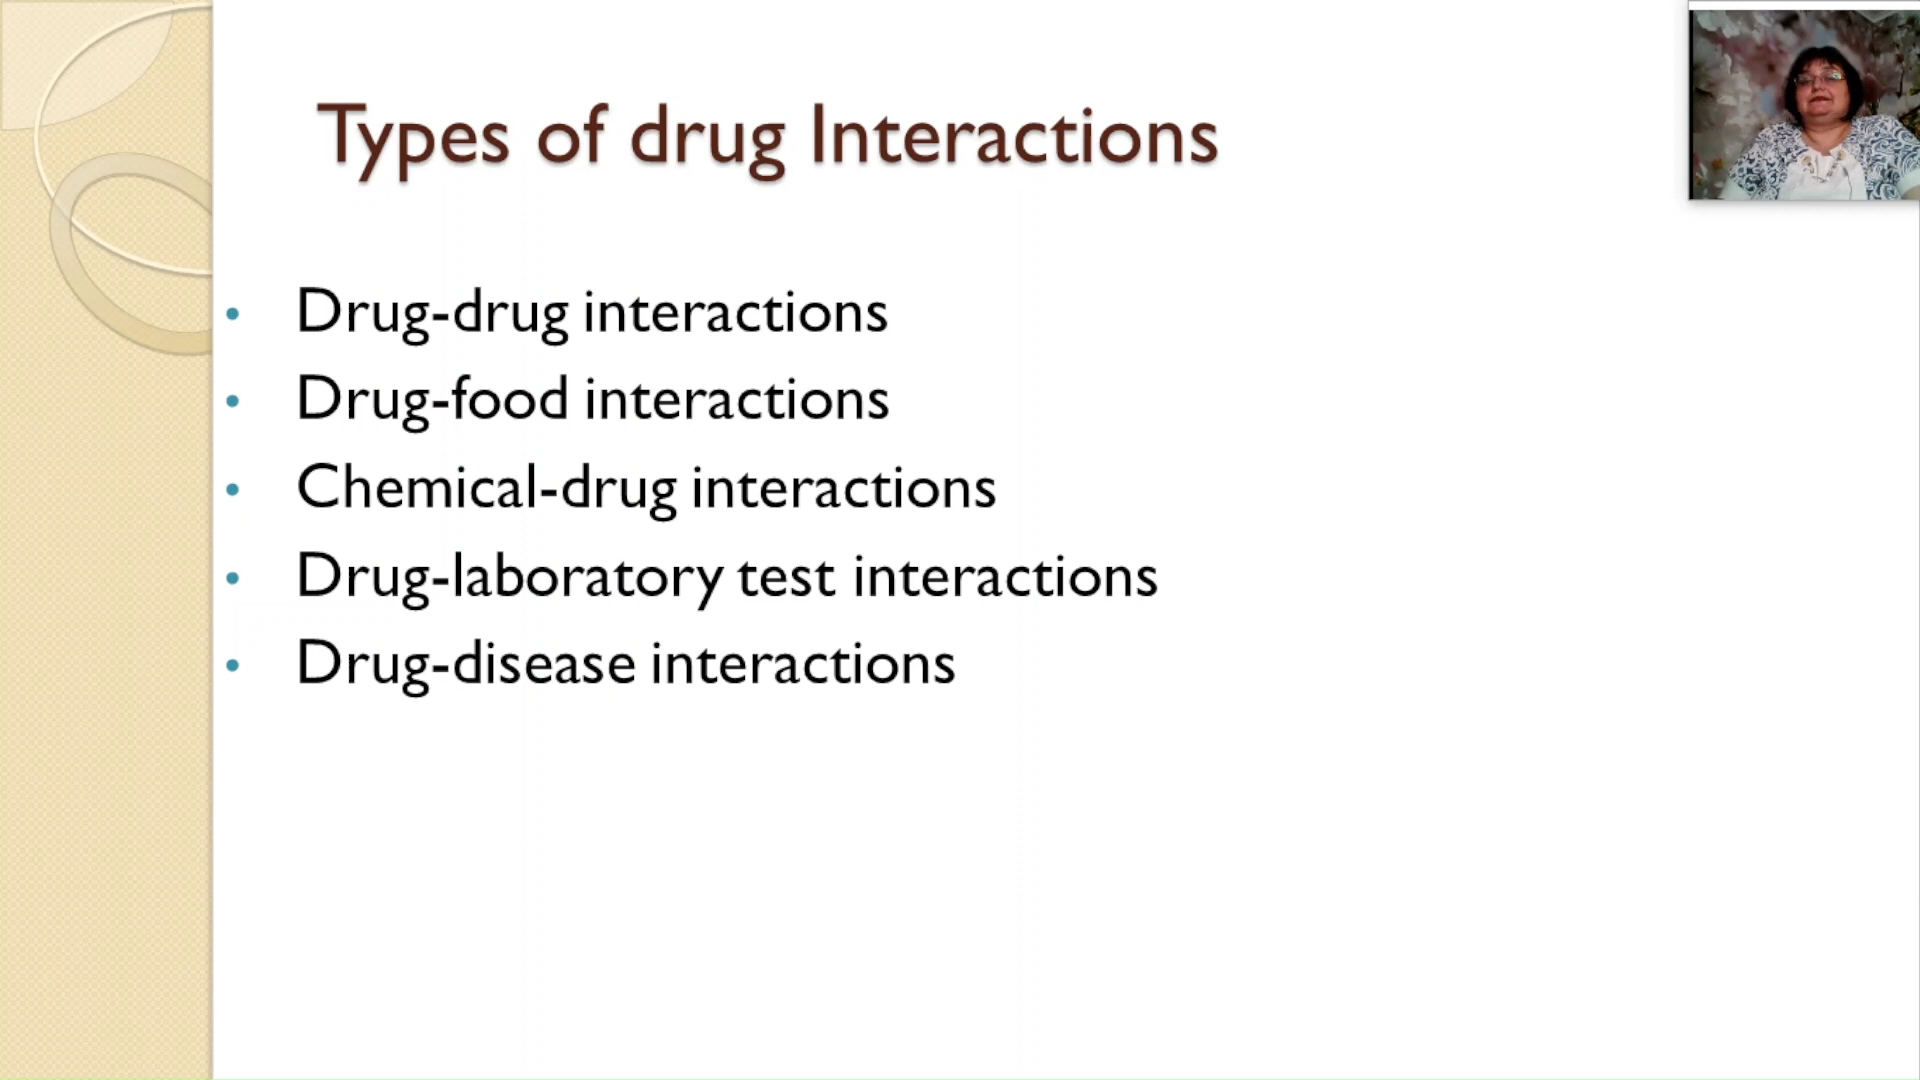 Types of drug Interactions
• Drug-drug interactions
• Drug-food interactions
• Chemical-drug interactions
• Drug-laboratory test interactions
• Drug-disease interactions